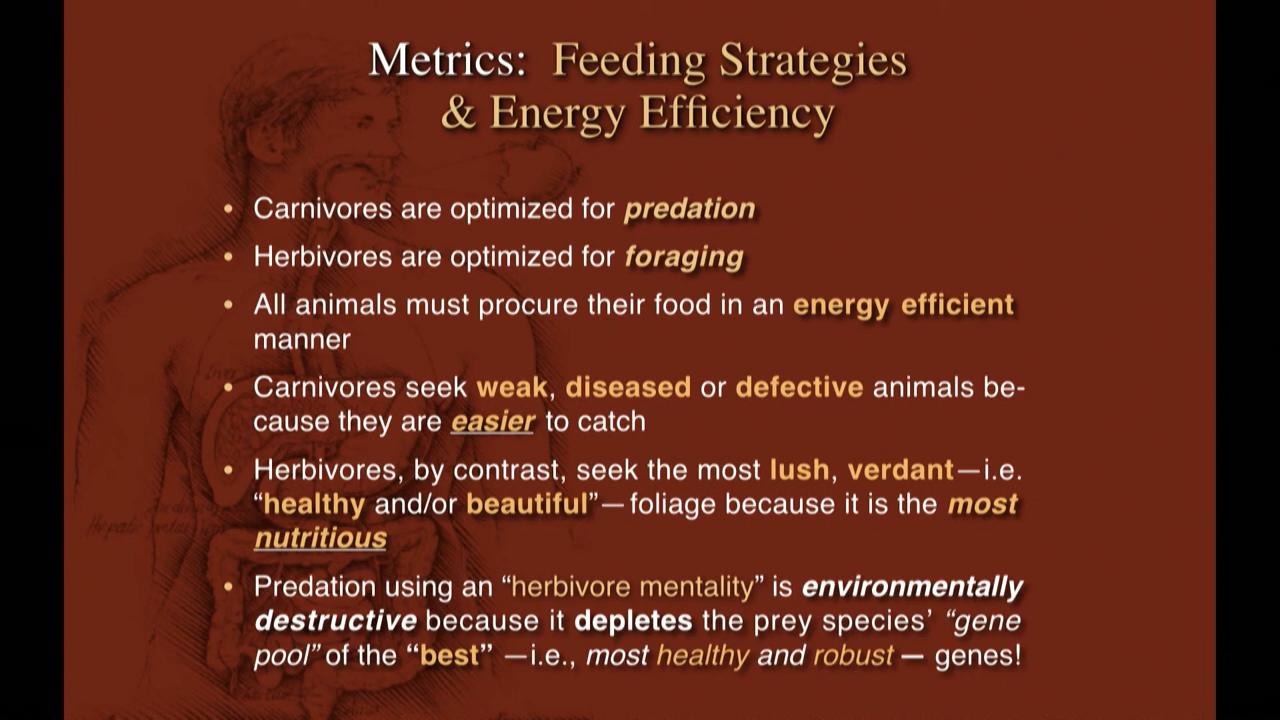 Metrics: Feeding Strategies
& Energy Efficiency
• Carnivores are optimized for predation
• Herbivores are optimized for foraging
• All animals must procure their food in an energy efficient
manner
• Carnivores seek weak, diseased or defective animals be-
cause they are easier to catch
• Herbivores, by contrast, seek the most lush, verdant—i.e.
“healthy and/or beautiful”—foliage because it is the most
nutritious
• Predation using an “herbivore mentality” is environmentally
destructive because it depletes the prey species’ “gene
pool” of the “best” —i.e., most healthy and robust — genes!